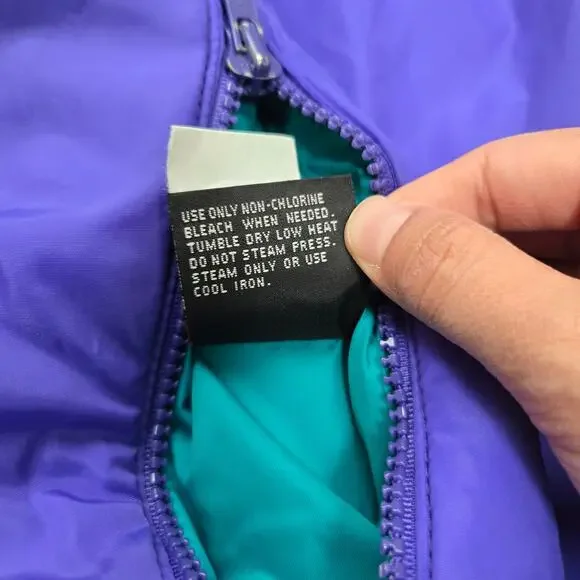 USE ONLY NON-CHLORINE
BLEACH WHEN NEEDED.
TUMBLE DRY LOW HEAT
DO NOT STEAM PRESS.
STEAM ONLY OR USE
COOL IRON.